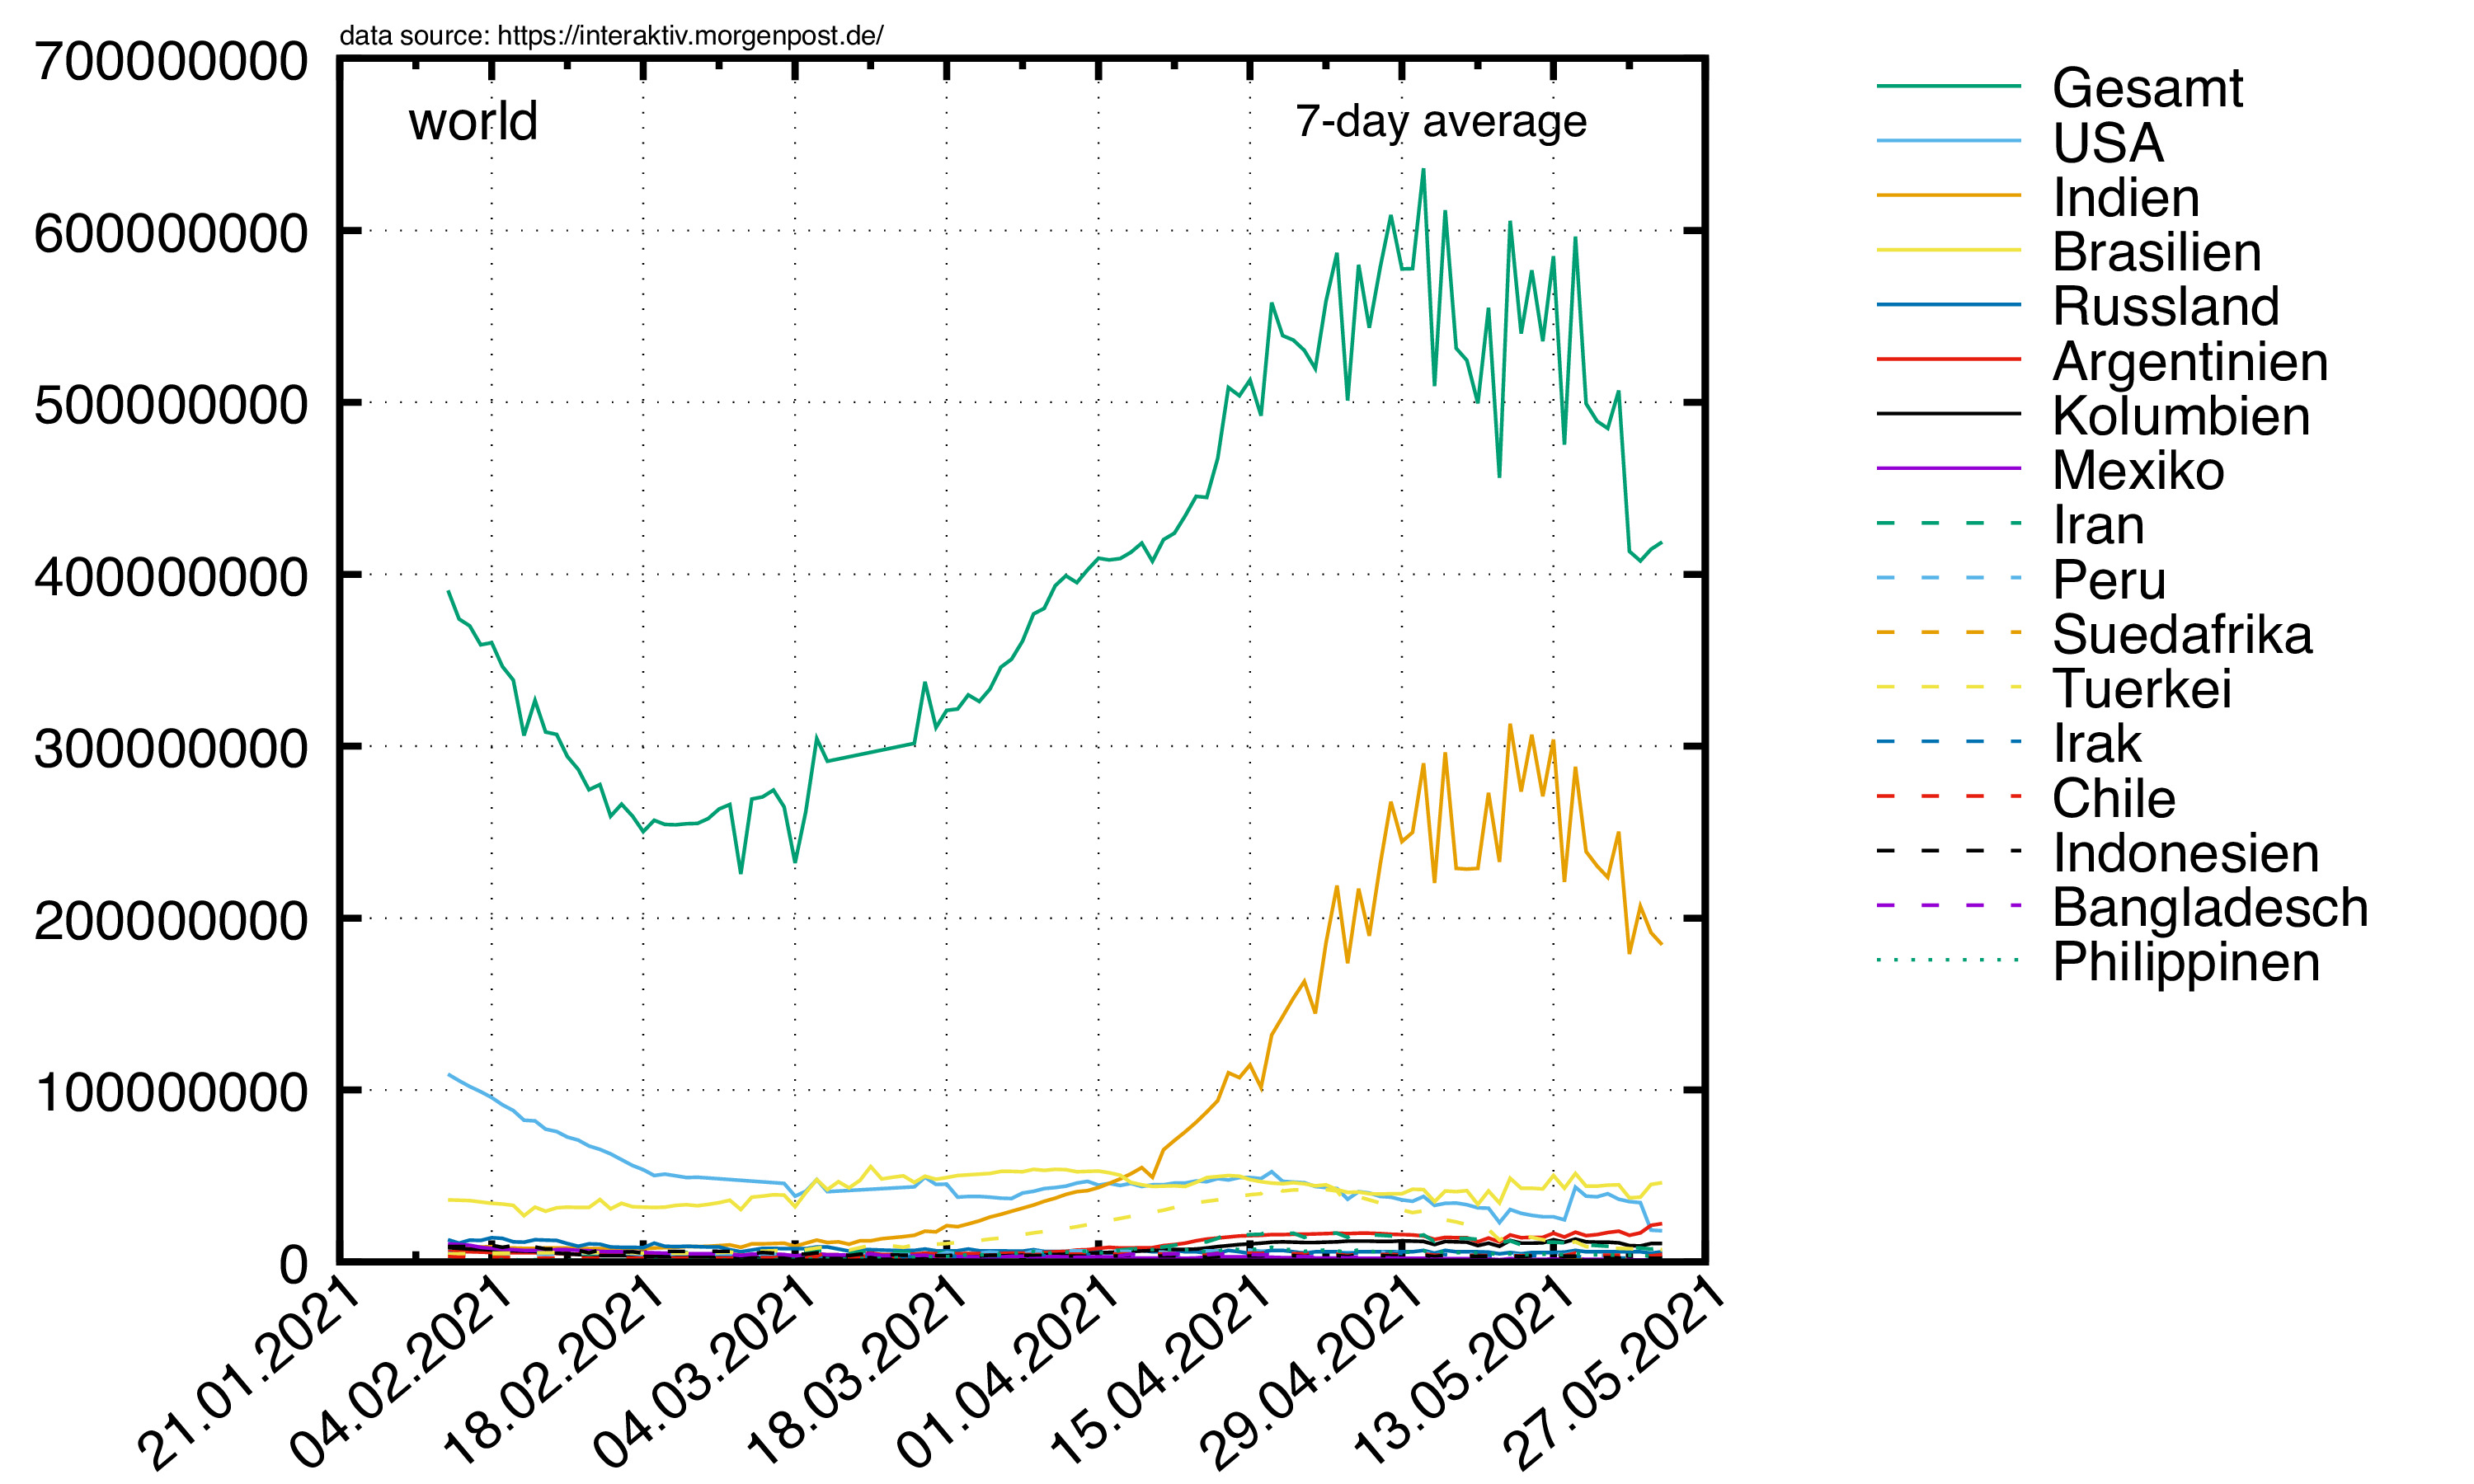 data source: https://interaktiv.morgenpost.de/
700000000
600000000
500000000
400000000
300000000
200000000
100000000
0
world
7-day average
21.01.2021
04.02.2021
18.02.2021
04.03.2021
18.03.2021
01.04.2021
15.04.2021
29.04.2021
13.05.2021
27.05.2021
Gesamt
USA
Indien
Brasilien
Russland
Argentinien
Kolumbien
Mexiko
Iran
Peru
Suedafrika
Tuerkei
Irak
Chile
Indonesien
Bangladesch
Philippinen